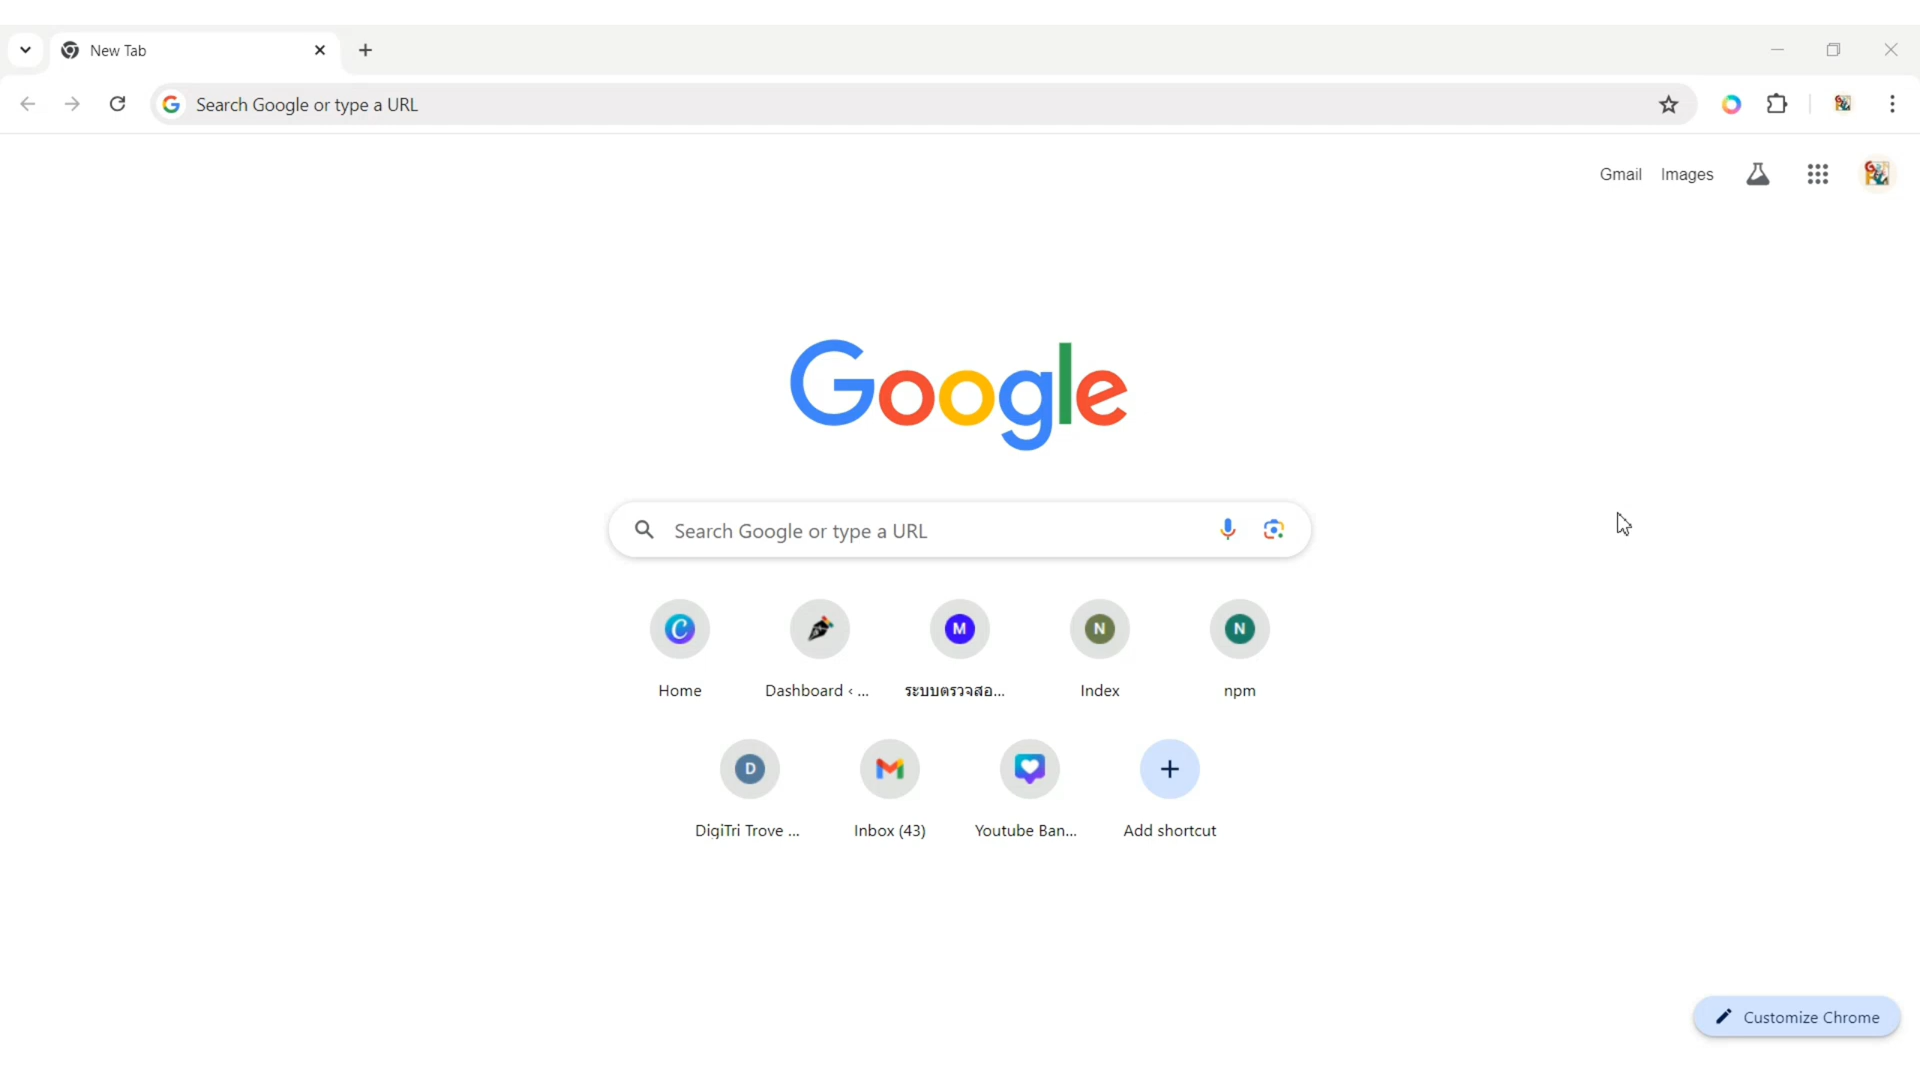 New Tab
Search Google or type a URL
Gmail Images
Google
Search Google or type a URL
C M N N
Home Dashboard ‹ ... ระบบตรวจสอ... Index npm
D
DigiTri Trove ... Inbox (43) Youtube Ban... Add shortcut
Customize Chrome